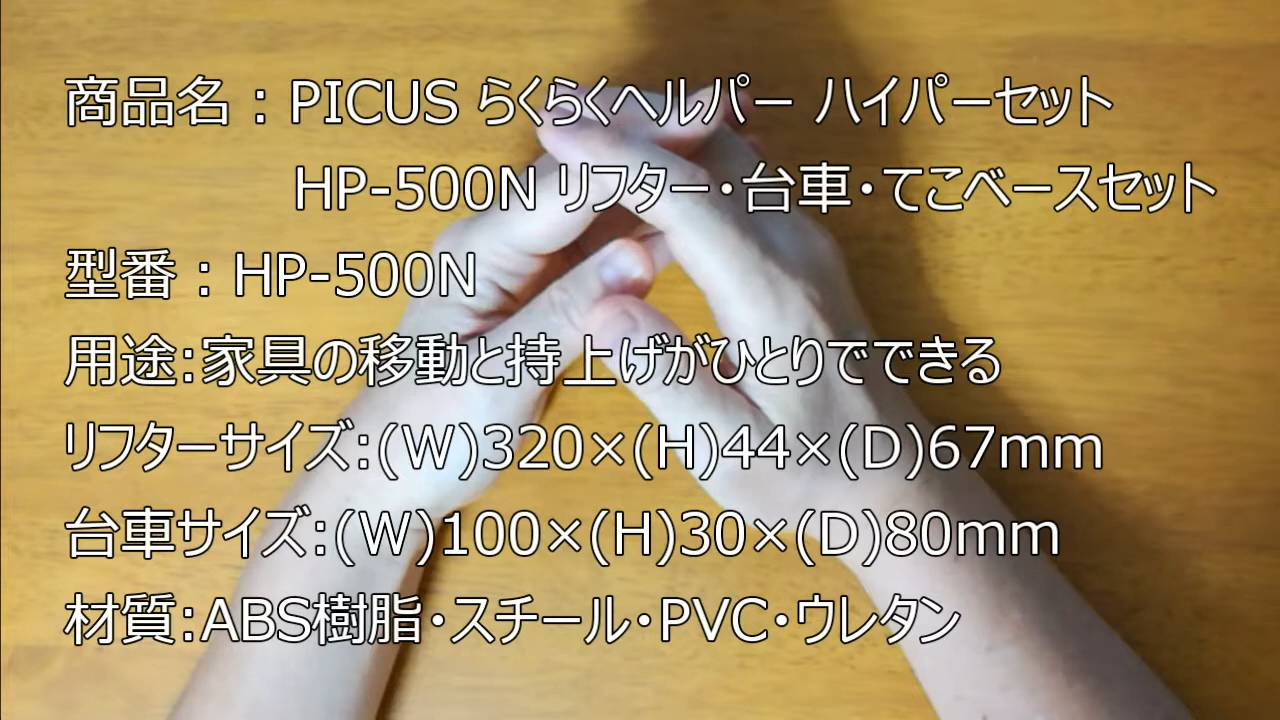 商品名：PICUS らくらくヘルパー ハイパーセット
HP-500N リフター・台車・てこベースセット
型番：HP-500N
用途:家具の移動と持上げがひとりでできる
リフターサイズ:(W)320×(H)44×(D)67mm
台車サイズ:(W)100×(H)30×(D)80mm
材質:ABS樹脂・スチール・PVC・ウレタン